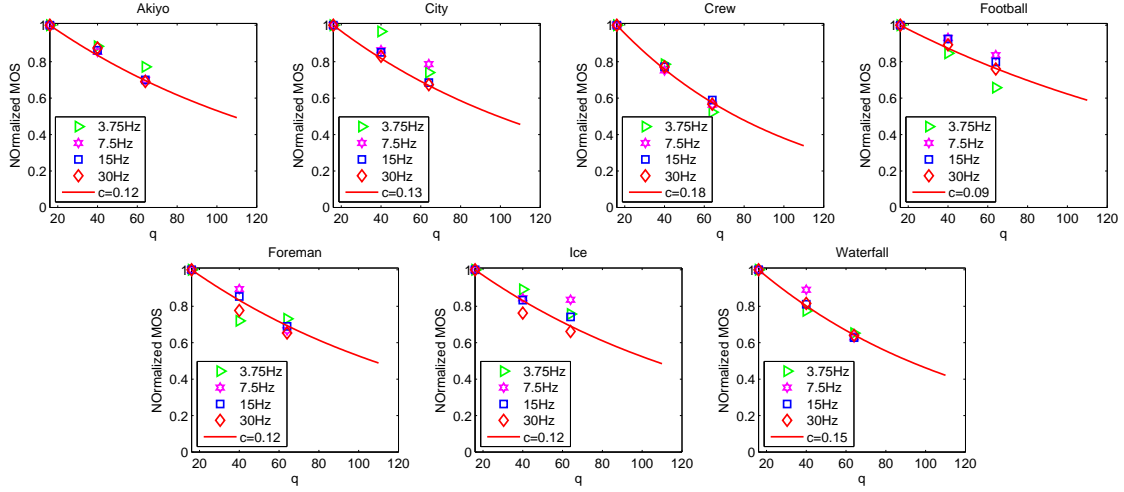 Akiyo
NOrmalized MOS
1
0.8
0.6
0.4
0.2
0
3.75Hz
7.5Hz
15Hz
30Hz
c=0.12
20 40 60 80 100 120
q
City
NOrmalized MOS
1
0.8
0.6
0.4
0.2
0
3.75Hz
7.5Hz
15Hz
30Hz
c=0.13
20 40 60 80 100 120
q
Crew
NOrmalized MOS
1
0.8
0.6
0.4
0.2
0
3.75Hz
7.5Hz
15Hz
30Hz
c=0.18
20 40 60 80 100 120
q
Football
NOrmalized MOS
1
0.8
0.6
0.4
0.2
0
3.75Hz
7.5Hz
15Hz
30Hz
c=0.09
20 40 60 80 100 120
q
Foreman
NOrmalized MOS
1
0.8
0.6
0.4
0.2
0
3.75Hz
7.5Hz
15Hz
30Hz
c=0.12
20 40 60 80 100 120
q
Ice
NOrmalized MOS
1
0.8
0.6
0.4
0.2
0
3.75Hz
7.5Hz
15Hz
30Hz
c=0.12
20 40 60 80 100 120
q
Waterfall
NOrmalized MOS
1
0.8
0.6
0.4
0.2
0
3.75Hz
7.5Hz
15Hz
30Hz
c=0.15
20 40 60 80 100 120
q